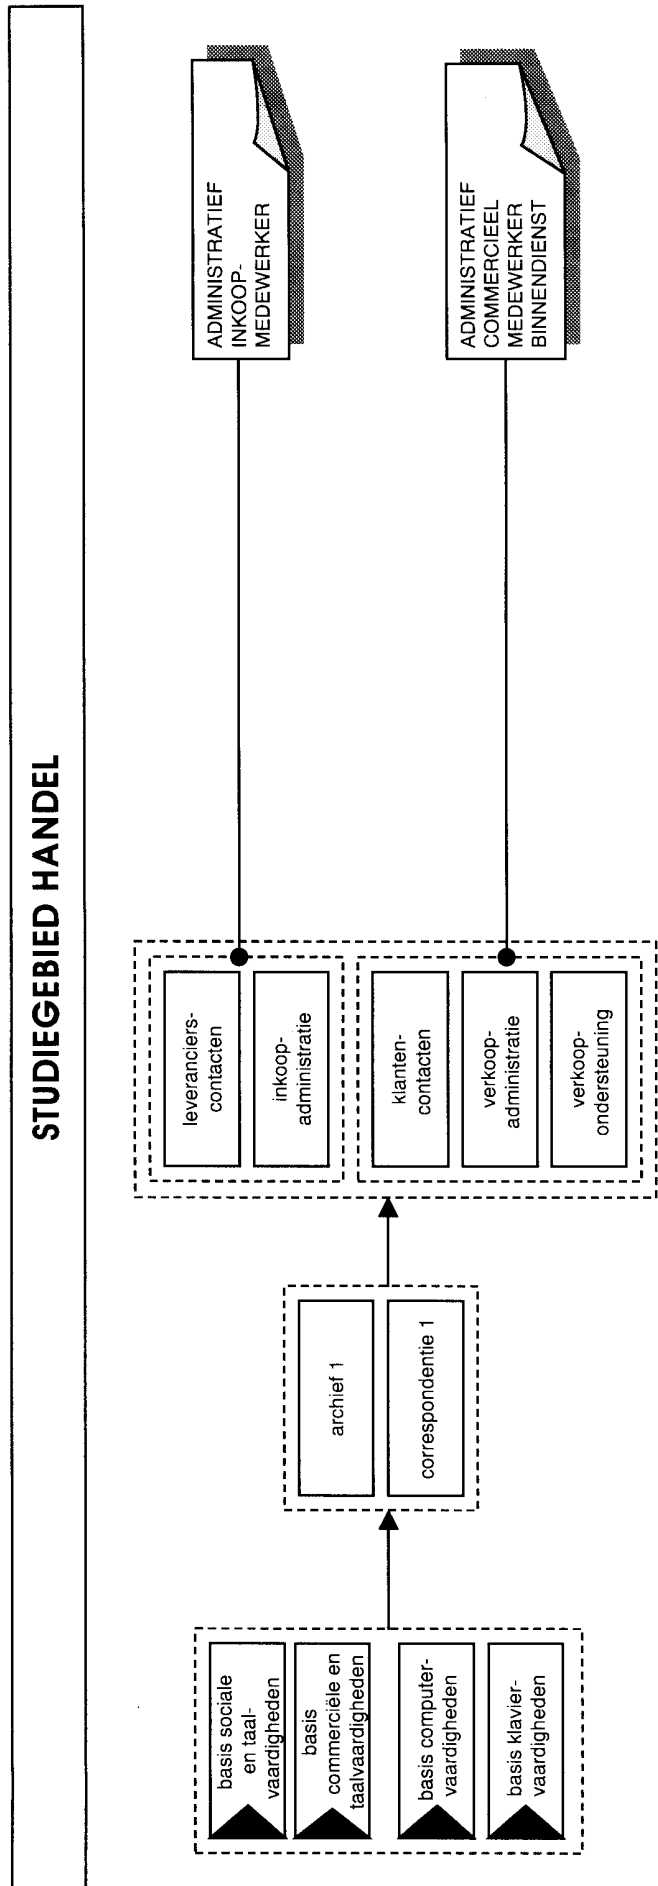 STUDIEGEBIED HANDEL
basis sociale
en taal-
vaardigheden
basis
commerciële en
taalvaardigheden
basis computer-
vaardigheden
basis klavier-
vaardigheden
archief 1
correspondentie 1
leveranciers-
contacten
inkoop-
administratie
klanten-
contacten
verkoop-
administratie
verkoop-
ondersteuning
ADMINISTRATIEF
INKOOP-
MEDEWERKER
ADMINISTRATIEF
COMMERCIEEL
MEDEWERKER
BINNENDIENST